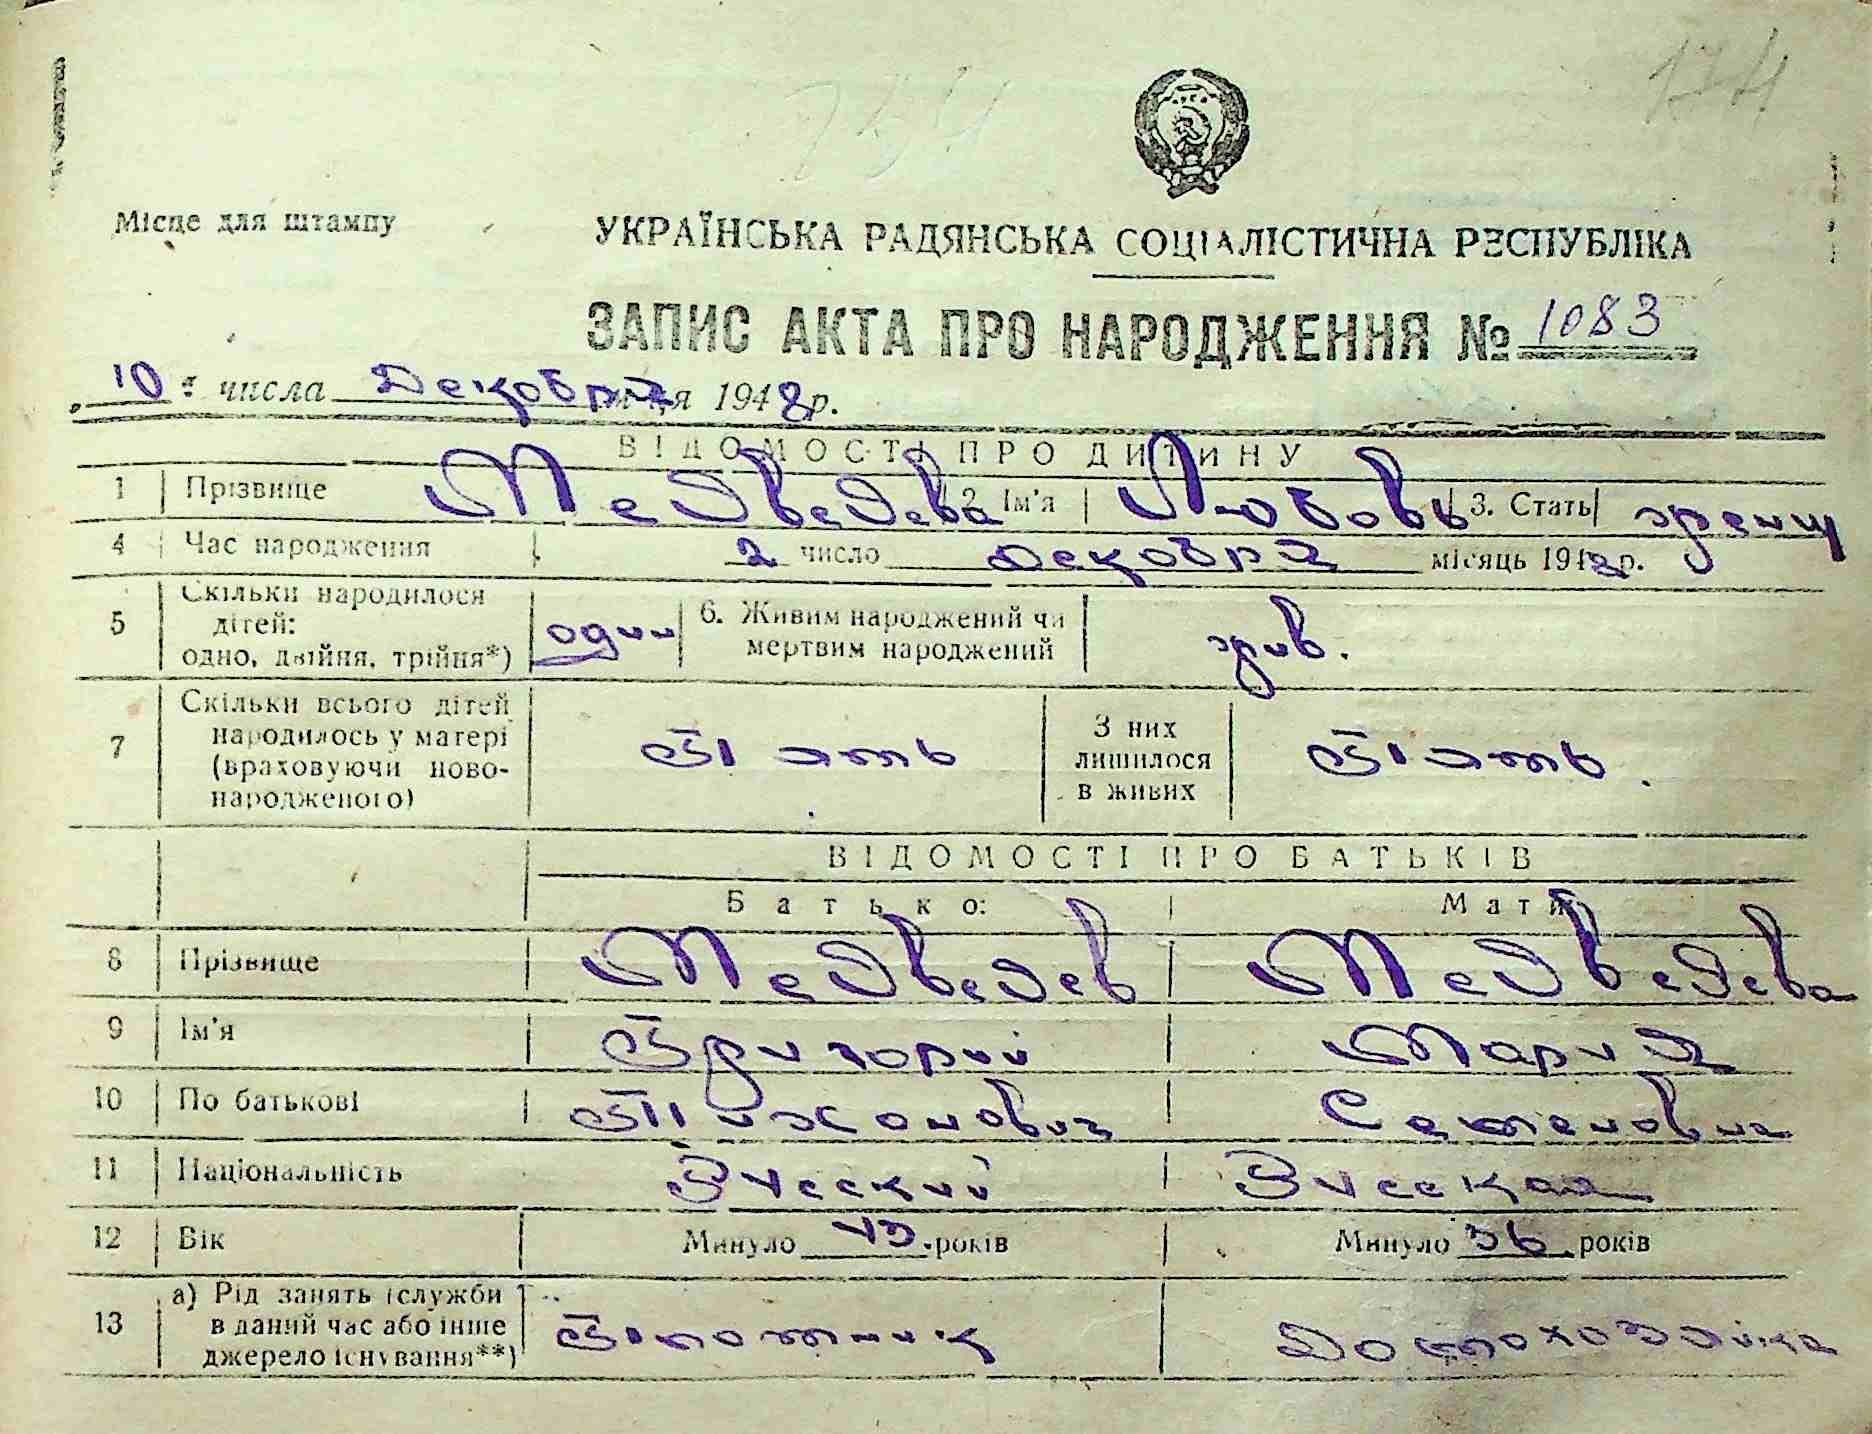 174
Місце для штампу
УКРАЇНСЬКА РАДЯНСЬКА СОЦІАЛІСТИЧНА РЕСПУБЛІКА
ЗАПИС АКТА ПРО НАРОДЖЕННЯ № 1083
„10" числа Декабря м-ця 1948 р.
ВІДОМОСТІ ПРО ДИТИНУ
1 Прізвище Медведева 2. Ім'я Любовь 3. Стать женщ
4 Час народження 2 число Декабря місяць 1948 р.
5 Скільки народилося дітей: одно, двійня, трійня*) один 6. Живим народжений чи мертвим народжений жив.
7 Скільки всього дітей народилось у матері (враховуючи новонародженого) Пять З них лишилося в живих Пять.
ВІДОМОСТІ ПРО БАТЬКІВ
Батько: Мати:
8 Прізвище Медведев Медведева
9 Ім'я Григорий Мария
10 По батькові Тихонович Семеновна
11 Національність Русский Русская
12 Вік Минуло 43 років Минуло 36 років
13 а) Рід занять (служби в даний час або інше джерело існування**) Плотник Домохозяйка